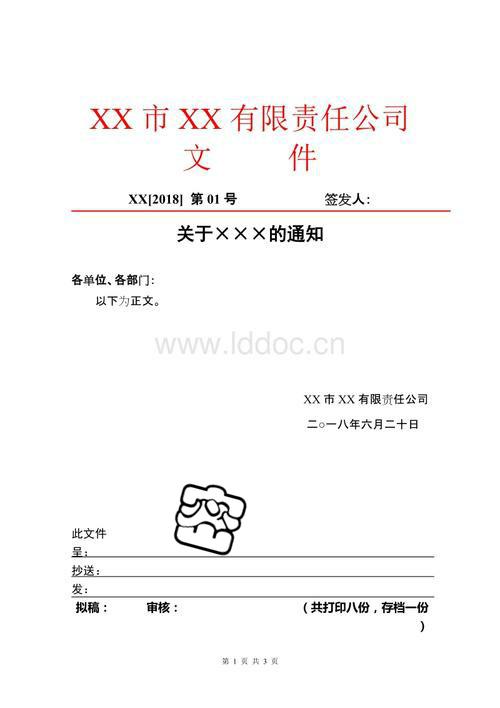 XX 市 XX 有限责任公司
文 件
XX[2018] 第 01 号 签发人：
关于×××的通知
各单位、各部门：
以下为正文。
www.lddoc.cn
XX 市 XX 有限责任公司
二○一八年六月二十日
此文件
呈：
抄送：
发：
拟稿： 审核： （共打印八份，存档一份
）
第 1 页 共 3 页